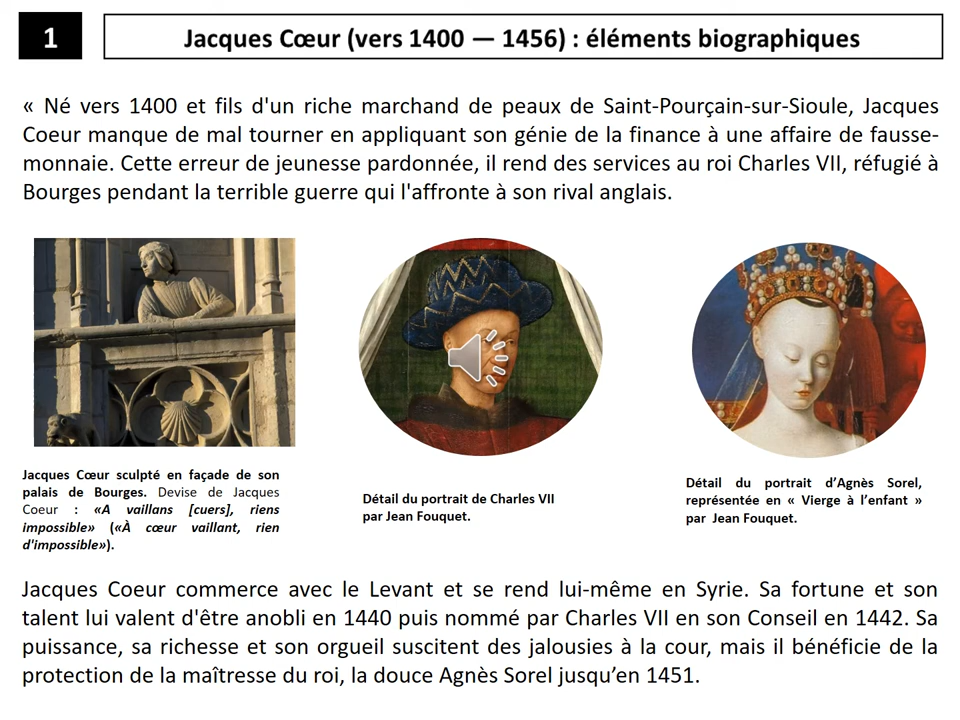 1
Jacques Cœur (vers 1400 — 1456) : éléments biographiques
« Né vers 1400 et fils d'un riche marchand de peaux de Saint-Pourçain-sur-Sioule, Jacques
Coeur manque de mal tourner en appliquant son génie de la finance à une affaire de fausse-
monnaie. Cette erreur de jeunesse pardonnée, il rend des services au roi Charles VII, réfugié à
Bourges pendant la terrible guerre qui l'affronte à son rival anglais.
Jacques Cœur sculpté en façade de son
palais de Bourges. Devise de Jacques
Coeur : «A vaillans [cuers], riens
impossible» («À cœur vaillant, rien
d'impossible»).
Détail du portrait de Charles VII
par Jean Fouquet.
Détail du portrait d’Agnès Sorel,
représentée en « Vierge à l’enfant »
par Jean Fouquet.
Jacques Coeur commerce avec le Levant et se rend lui-même en Syrie. Sa fortune et son
talent lui valent d'être anobli en 1440 puis nommé par Charles VII en son Conseil en 1442. Sa
puissance, sa richesse et son orgueil suscitent des jalousies à la cour, mais il bénéficie de la
protection de la maîtresse du roi, la douce Agnès Sorel jusqu’en 1451.